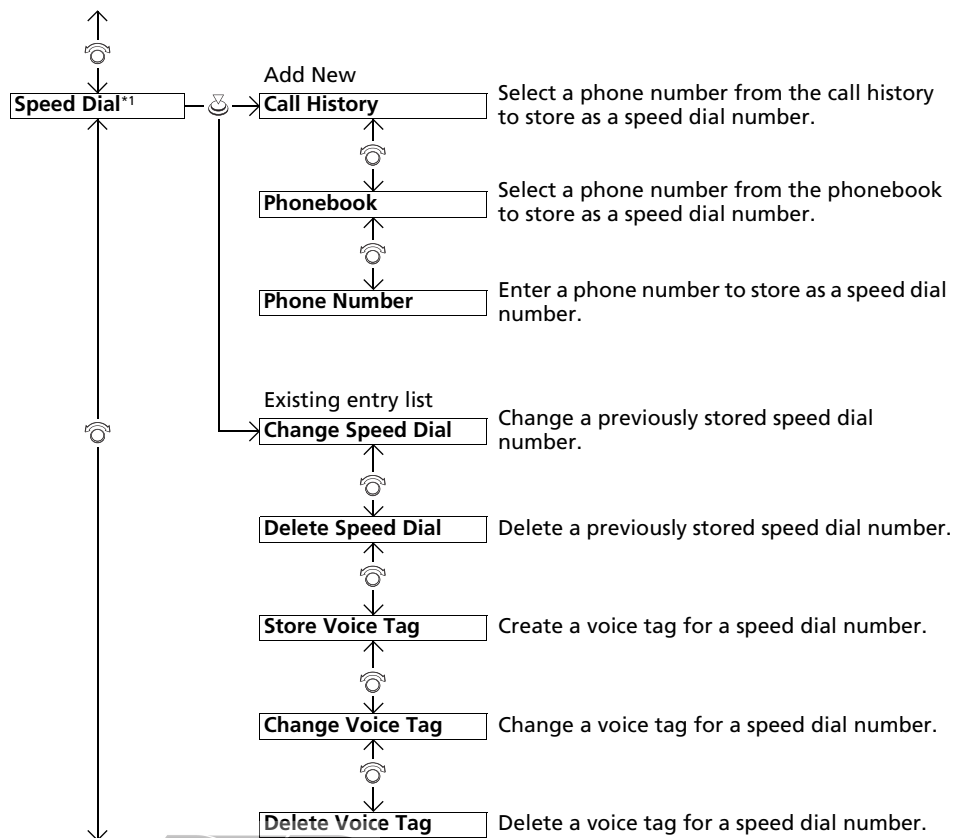 Add New
Speed Dial*1
Call History
Select a phone number from the call history
to store as a speed dial number.
Phonebook
Select a phone number from the phonebook
to store as a speed dial number.
Phone Number
Enter a phone number to store as a speed dial
number.
Existing entry list
Change Speed Dial
Change a previously stored speed dial
number.
Delete Speed Dial
Delete a previously stored speed dial number.
Store Voice Tag
Create a voice tag for a speed dial number.
Change Voice Tag
Change a voice tag for a speed dial number.
Delete Voice Tag
Delete a voice tag for a speed dial number.